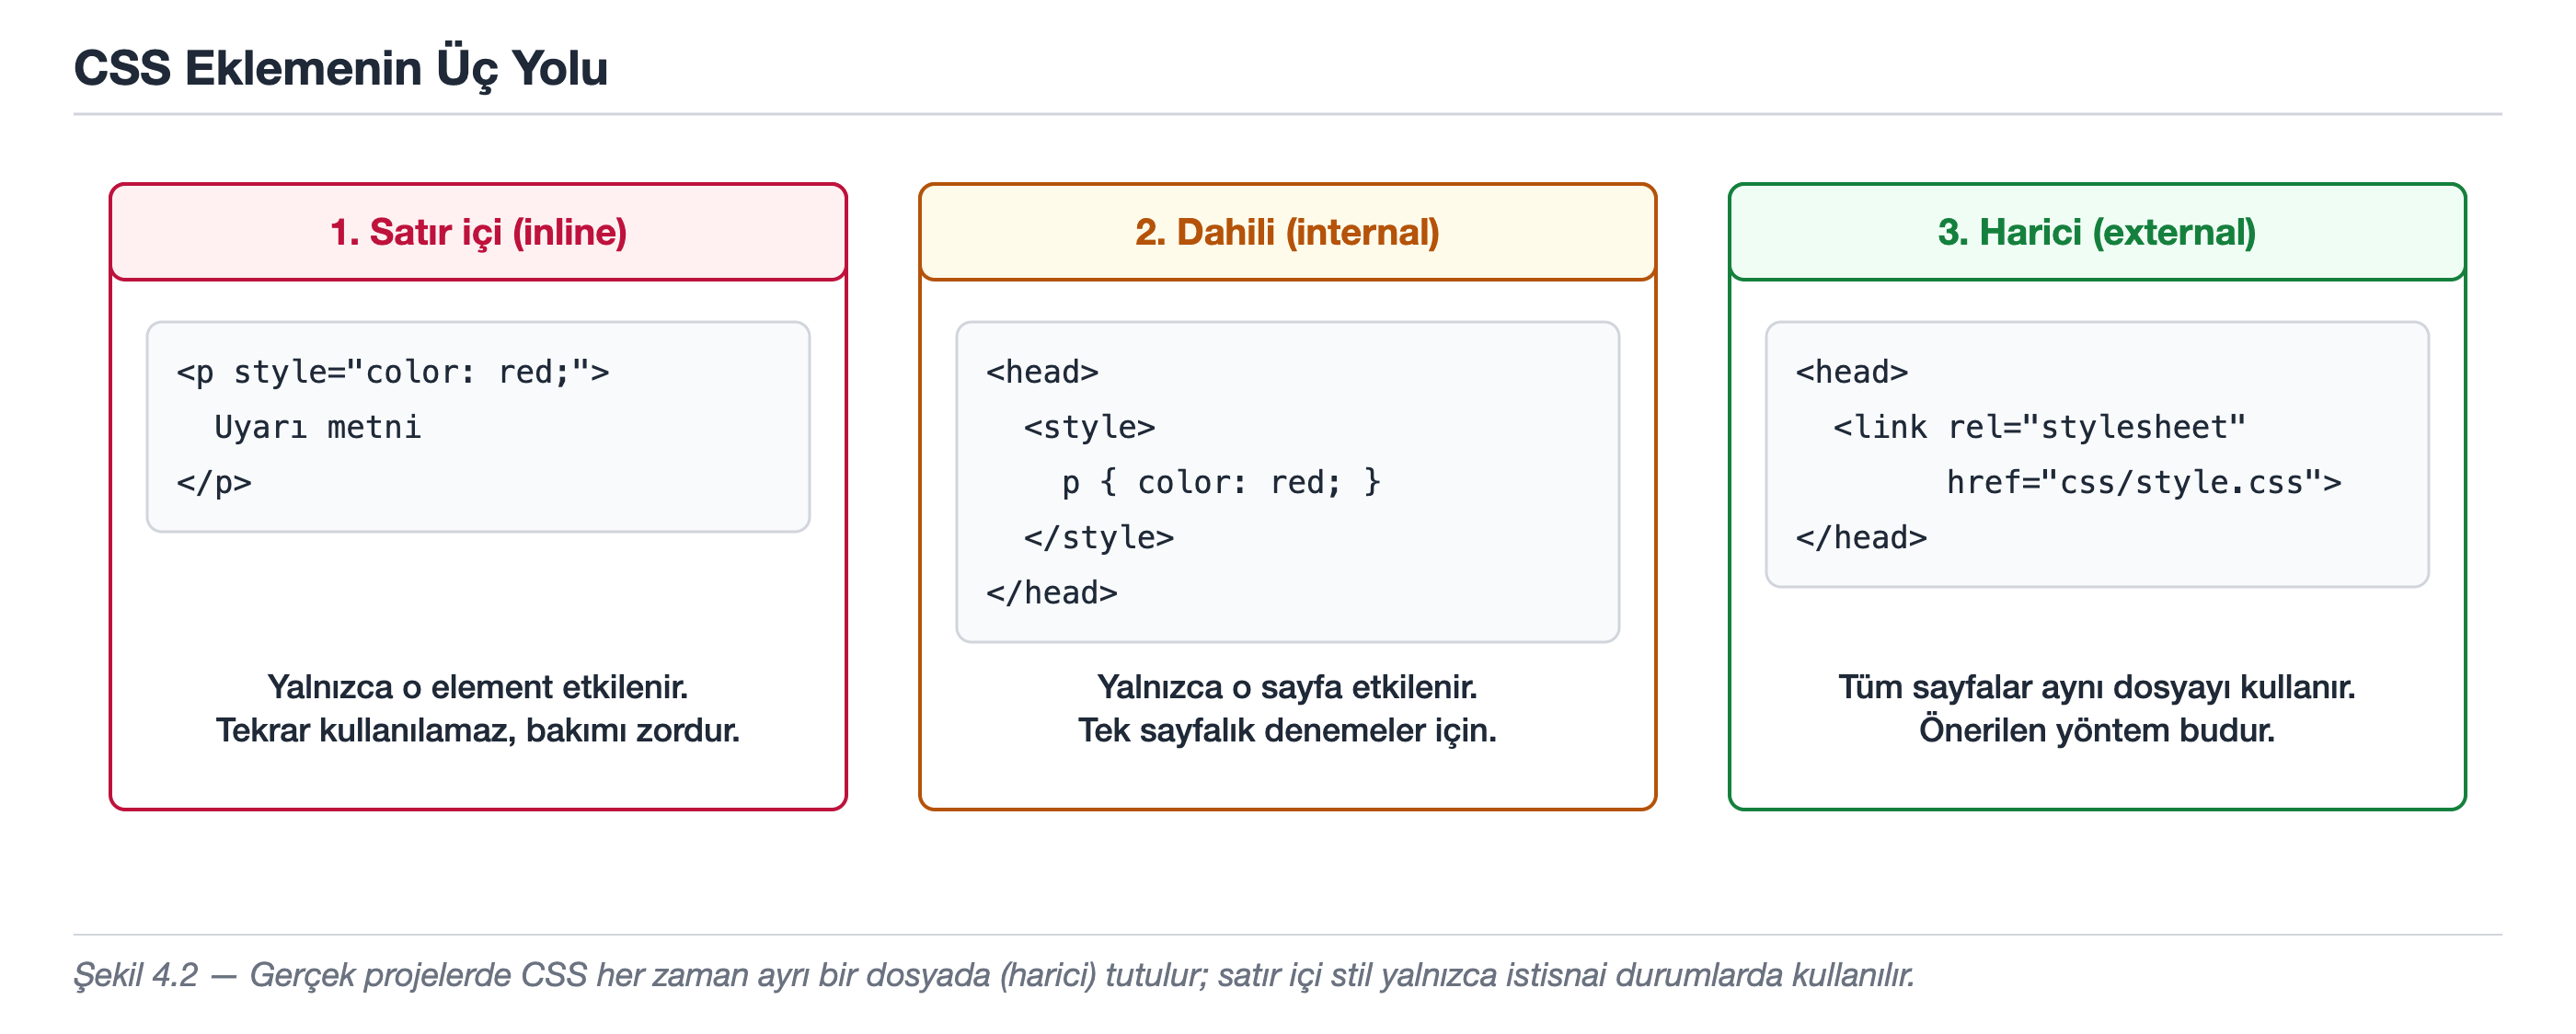 CSS Eklemenin Üç Yolu
1. Satır içi (inline)
<p style="color: red;">
  Uyarı metni
</p>
Yalnızca o element etkilenir.
Tekrar kullanılamaz, bakımı zordur.
2. Dahili (internal)
<head>
  <style>
    p { color: red; }
  </style>
</head>
Yalnızca o sayfa etkilenir.
Tek sayfalık denemeler için.
3. Harici (external)
<head>
  <link rel="stylesheet"
        href="css/style.css">
</head>
Tüm sayfalar aynı dosyayı kullanır.
Önerilen yöntem budur.
Şekil 4.2 — Gerçek projelerde CSS her zaman ayrı bir dosyada (harici) tutulur; satır içi stil yalnızca istisnai durumlarda kullanılır.